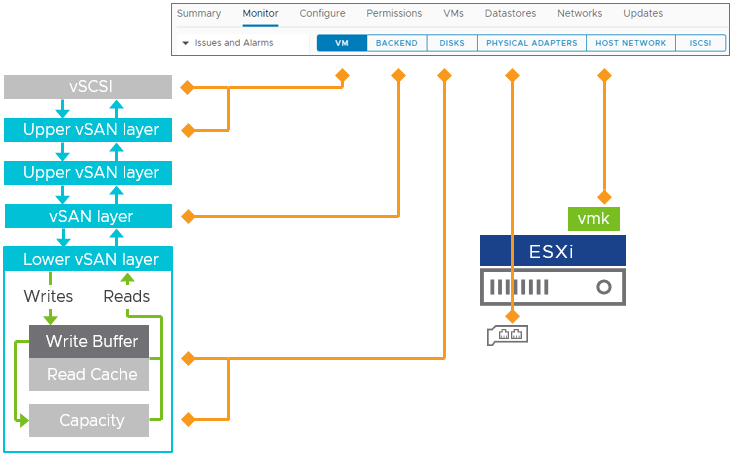 Summary Monitor Configure Permissions VMs Datastores Networks Updates
Issues and Alarms VM BACKEND DISKS PHYSICAL ADAPTERS HOST NETWORK ISCSI
vSCSI
Upper vSAN layer
Upper vSAN layer
vSAN layer
vmk
Lower vSAN layer
ESXi
Writes Reads
Write Buffer
Read Cache
Capacity